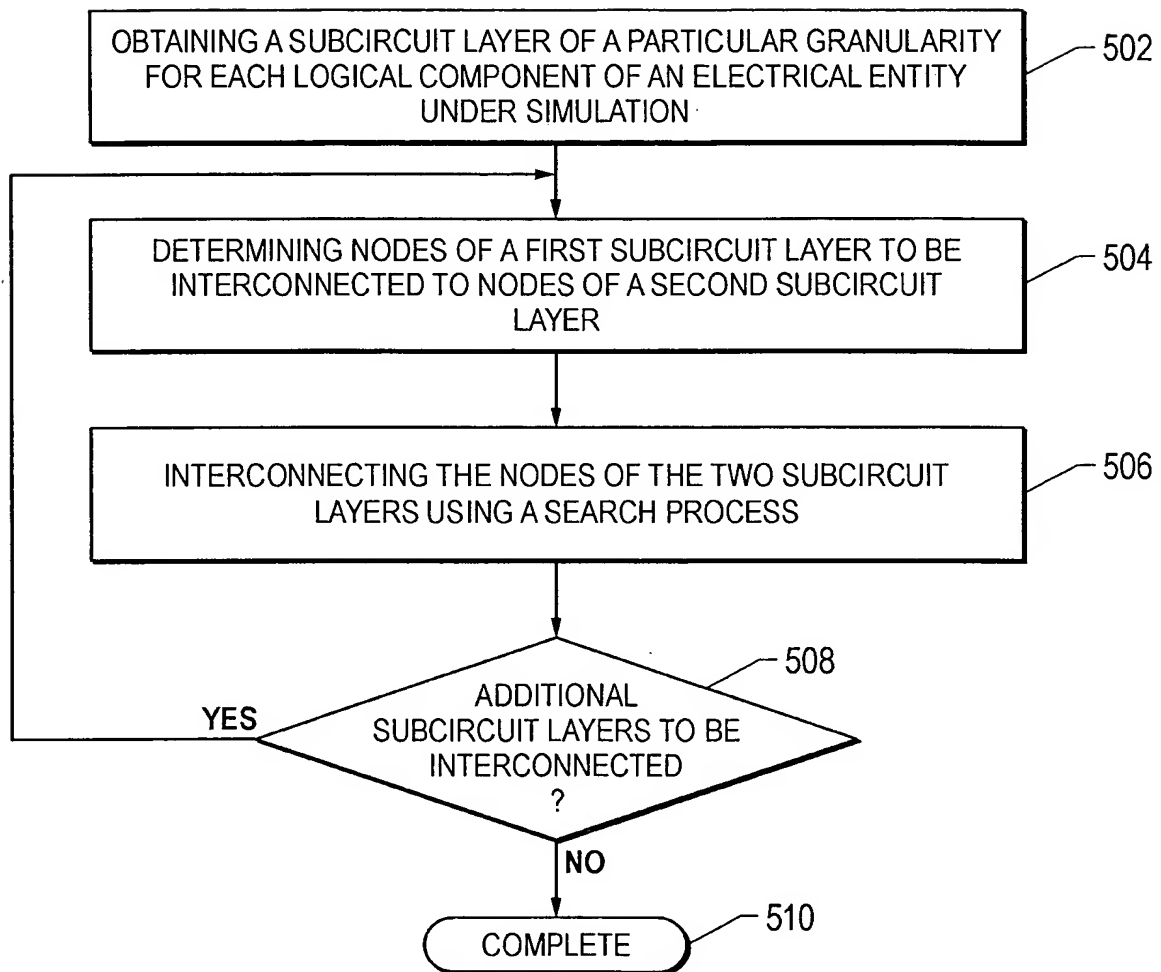 OBTAINING A SUBCIRCUIT LAYER OF A PARTICULAR GRANULARITY
FOR EACH LOGICAL COMPONENT OF AN ELECTRICAL ENTITY
UNDER SIMULATION
502
DETERMINING NODES OF A FIRST SUBCIRCUIT LAYER TO BE
INTERCONNECTED TO NODES OF A SECOND SUBCIRCUIT
LAYER
504
INTERCONNECTING THE NODES OF THE TWO SUBCIRCUIT
LAYERS USING A SEARCH PROCESS
506
ADDITIONAL
SUBCIRCUIT LAYERS TO BE
INTERCONNECTED
?
508
YES
NO
COMPLETE
510